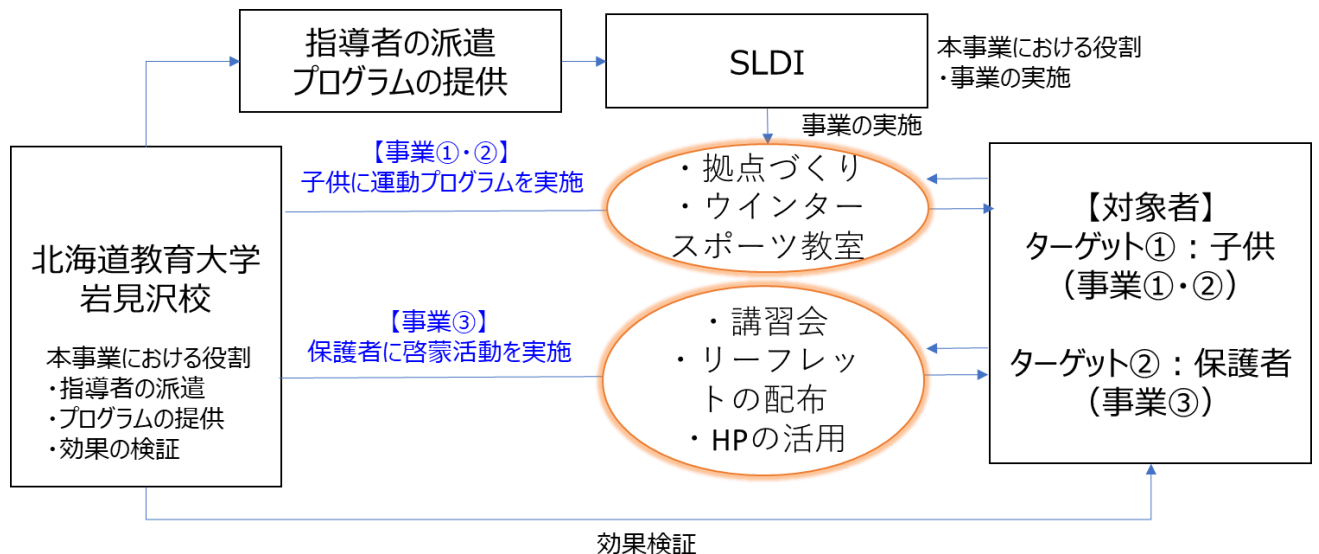 指導者の派遣
プログラムの提供
SLDI
本事業における役割
・事業の実施
事業の実施
【事業①・②】
子供に運動プログラムを実施
・拠点づくり
・ウインター
スポーツ教室
北海道教育大学
岩見沢校
本事業における役割
・指導者の派遣
・プログラムの提供
・効果の検証
【事業③】
保護者に啓蒙活動を実施
・講習会
・リーフレッ
トの配布
・HPの活用
【対象者】
ターゲット①：子供
（事業①・②）
ターゲット②：保護者
（事業③）
効果検証